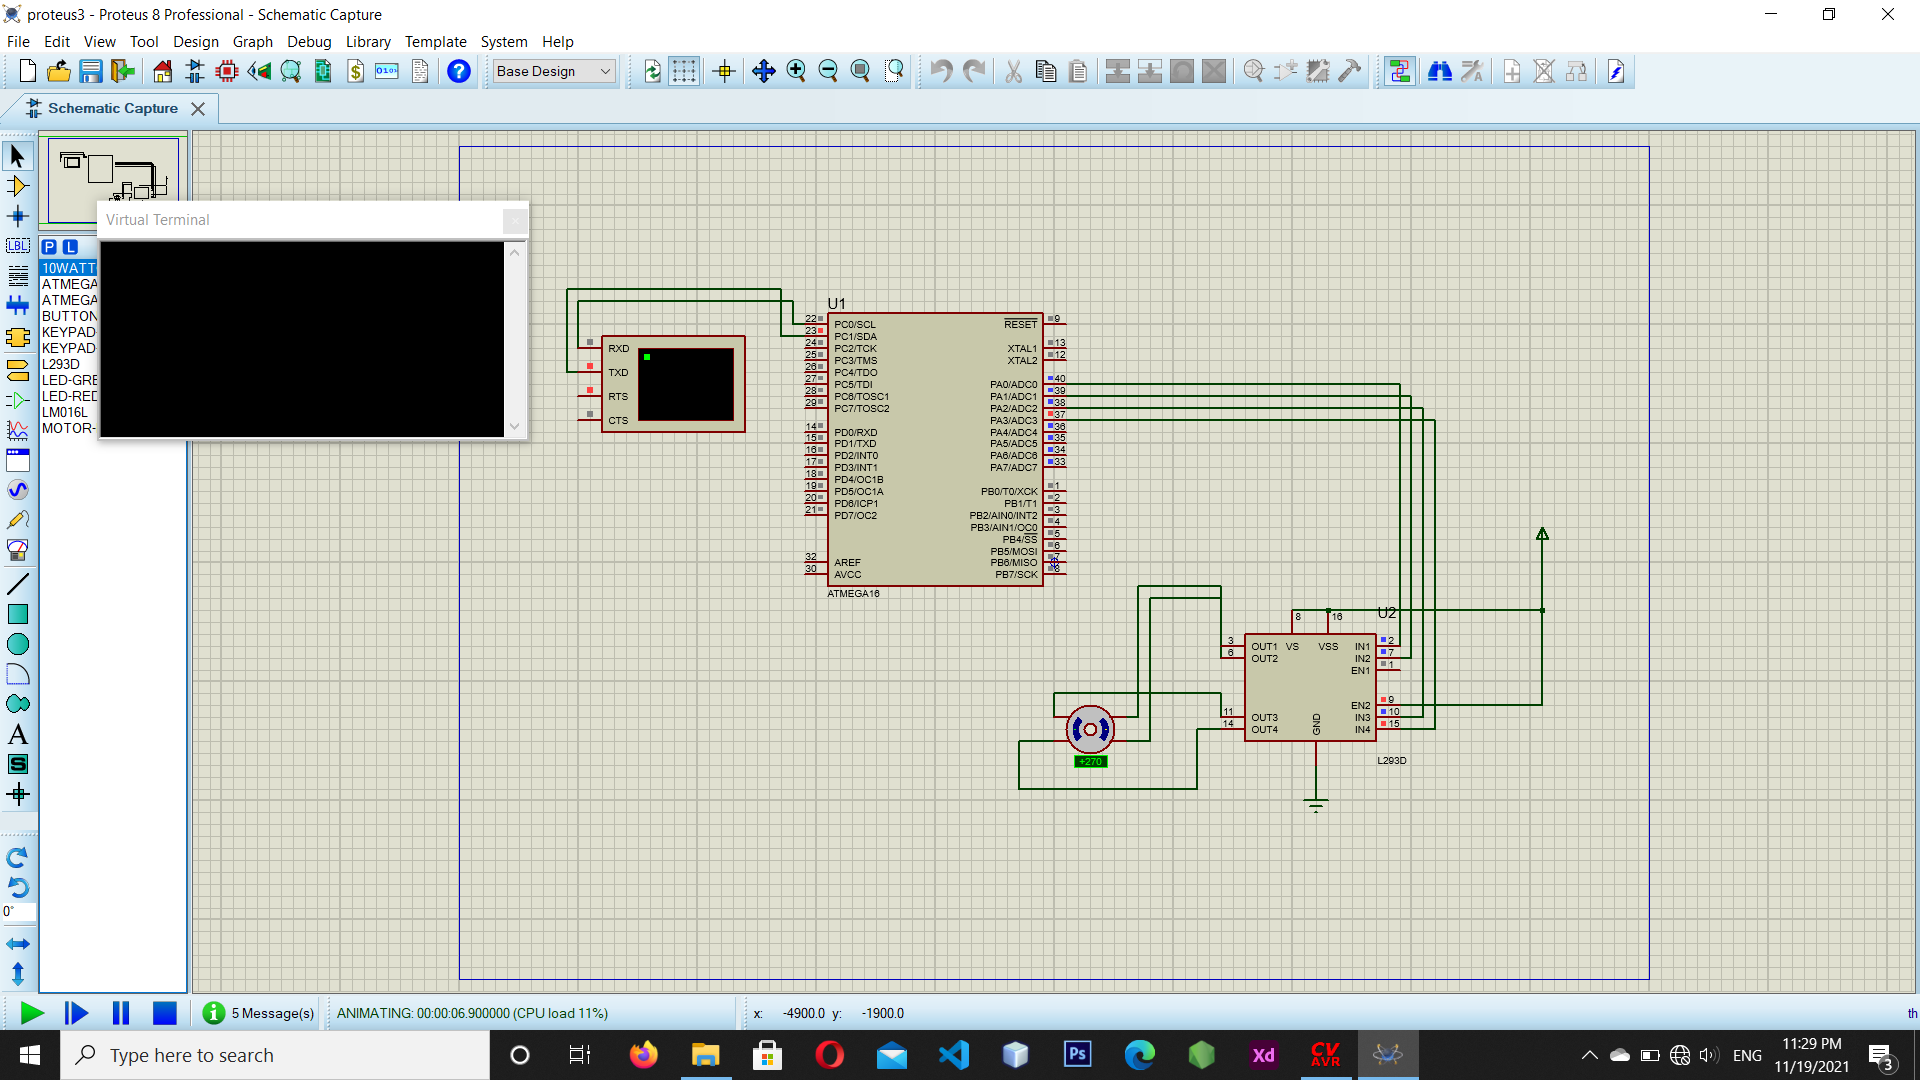 proteus3 - Proteus 8 Professional - Schematic Capture
File Edit View Tool Design Graph Debug Library Template System Help
Base Design
Schematic Capture
Virtual Terminal
P L
10WATT
ATMEGA
ATMEGA
BUTTON
KEYPAD
KEYPAD
L293D
LED-GRE
LED-RED
LM016L
MOTOR-
LBL
A
S
0°
RXD
TXD
RTS
CTS
U1
22 PC0/SCL
23 PC1/SDA
24 PC2/TCK
25 PC3/TMS
26 PC4/TDO
27 PC5/TDI
28 PC6/TOSC1
29 PC7/TOSC2
14 PD0/RXD
15 PD1/TXD
16 PD2/INT0
17 PD3/INT1
18 PD4/OC1B
19 PD5/OC1A
20 PD6/ICP1
21 PD7/OC2
32 AREF
30 AVCC
RESET 9
XTAL1 13
XTAL2 12
PA0/ADC0 40
PA1/ADC1 39
PA2/ADC2 38
PA3/ADC3 37
PA4/ADC4 36
PA5/ADC5 35
PA6/ADC6 34
PA7/ADC7 33
PB0/T0/XCK 1
PB1/T1 2
PB2/AIN0/INT2 3
PB3/AIN1/OC0 4
PB4/SS 5
PB5/MOSI 6
PB6/MISO 7
PB7/SCK 8
ATMEGA16
U2
8 16
3 OUT1 VS VSS IN1 2
6 OUT2 IN2 7
EN1 1
EN2 9
11 OUT3 IN3 10
14 OUT4 GND IN4 15
L293D
+270
5 Message(s)
ANIMATING: 00:00:06.900000 (CPU load 11%)
x: -4900.0 y: -1900.0
th
Type here to search
Ps
Xd
CV
AVR
ENG
11:29 PM
11/19/2021
3